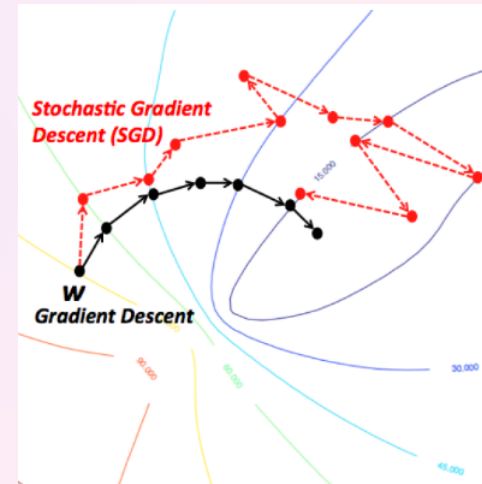 Stochastic Gradient
Descent (SGD)
15,000
W
Gradient Descent
90,000
60,000
30,000
45,000